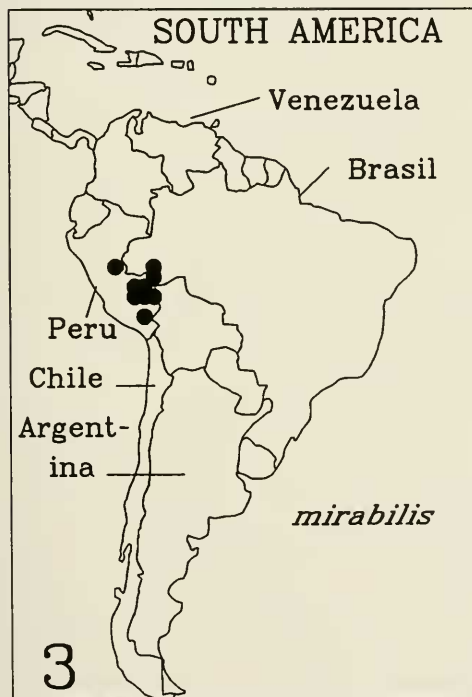 SOUTH AMERICA
Venezuela
Brasil
Peru
Chile
Argent-
ina
mirabilis
3